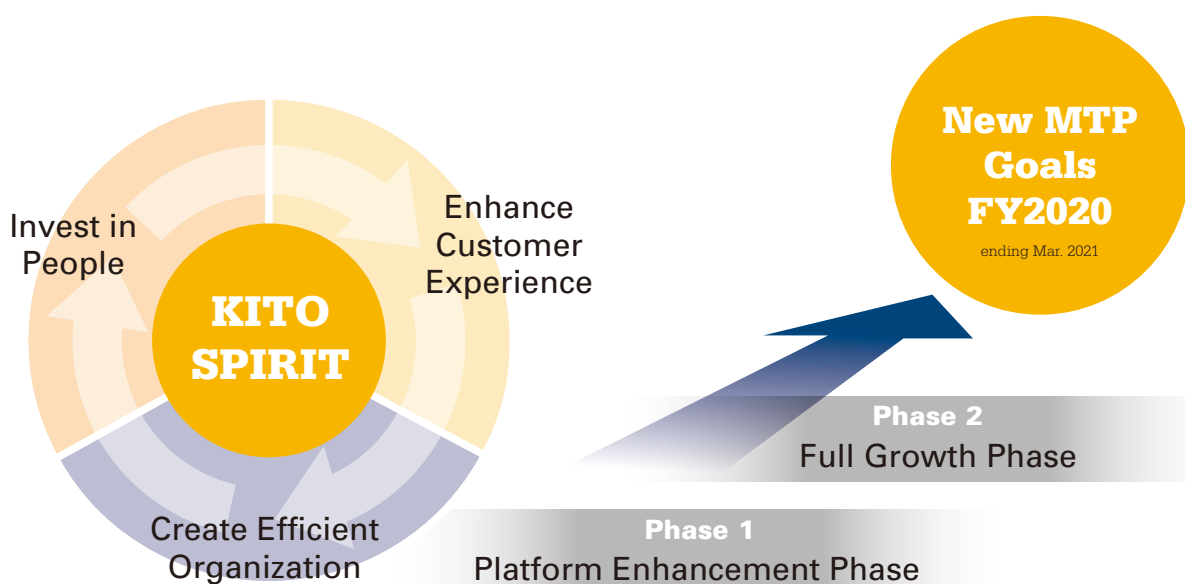 Invest in
People
Enhance
Customer
Experience
KITO
SPIRIT
Create Efficient
Organization
New MTP
Goals
FY2020
ending Mar. 2021
Phase 2
Full Growth Phase
Phase 1
Platform Enhancement Phase